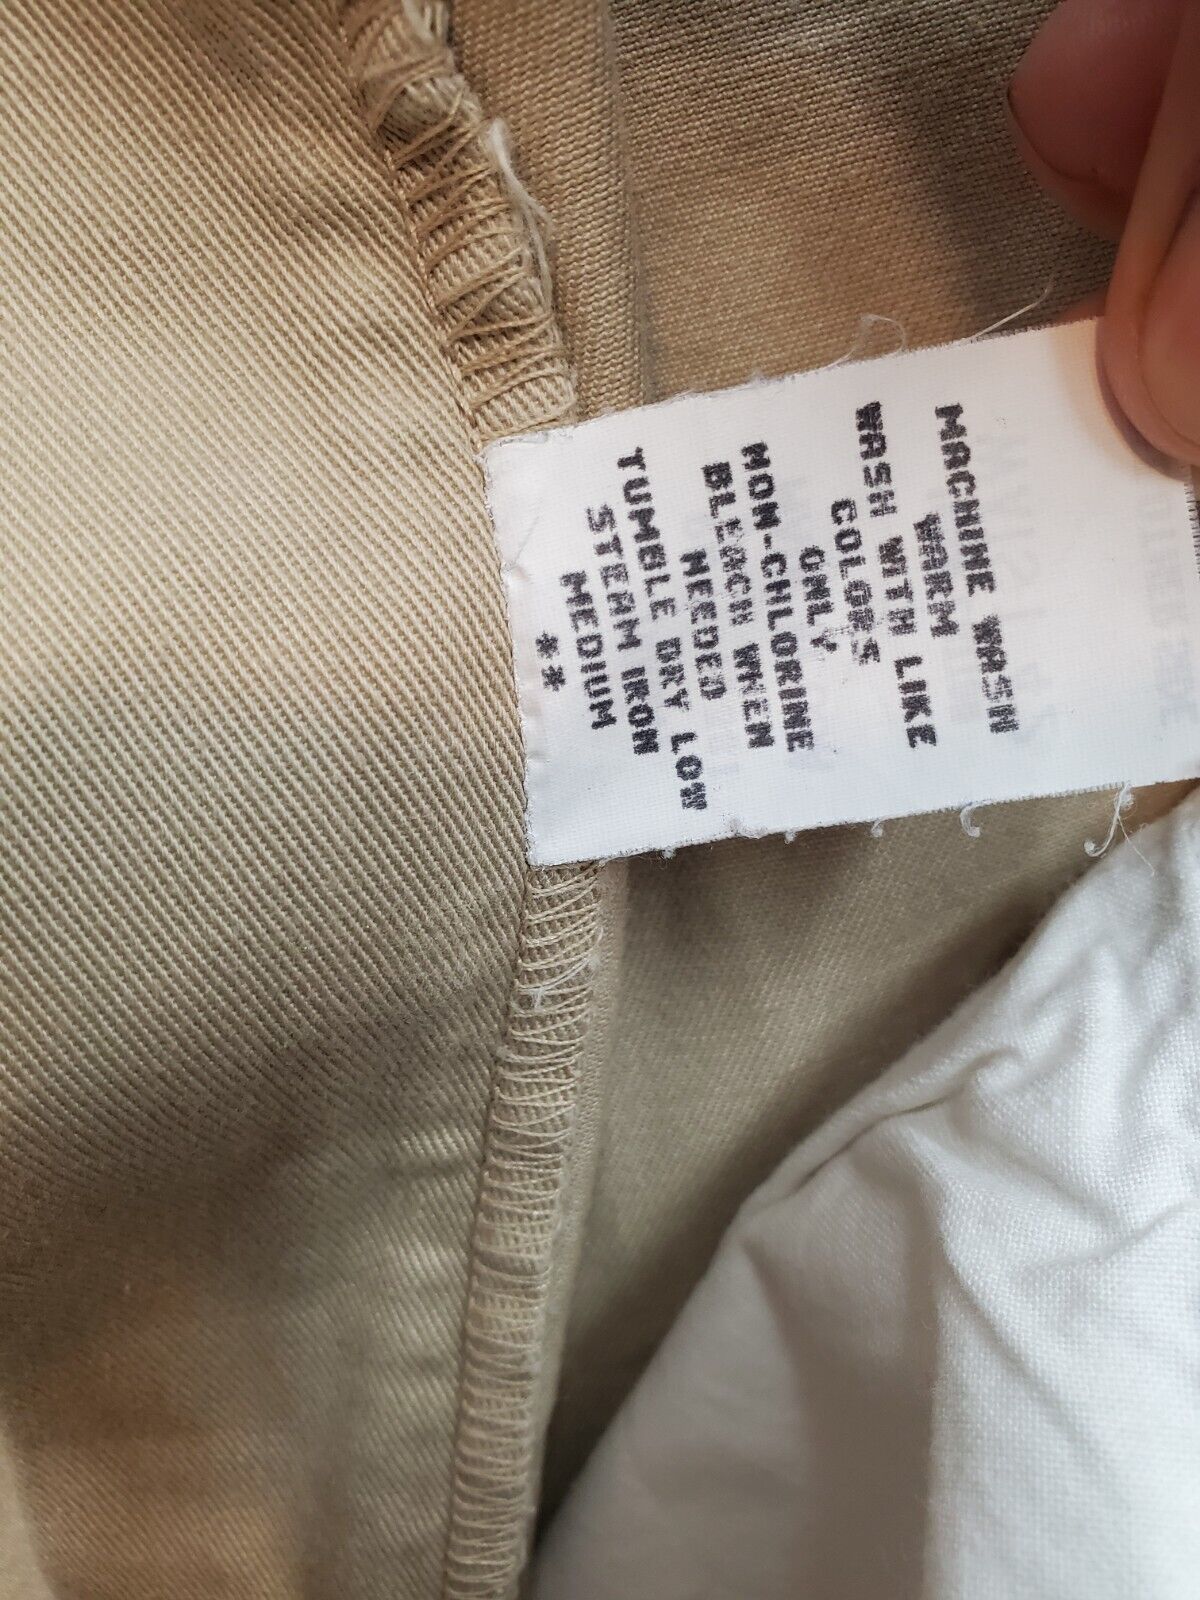 MACHINE WASH
WARM
WASH WITH LIKE
COLORS
ONLY
NON-CHLORINE
BLEACH WHEN
NEEDED
TUMBLE DRY LOW
STEAM IRON
MEDIUM
**